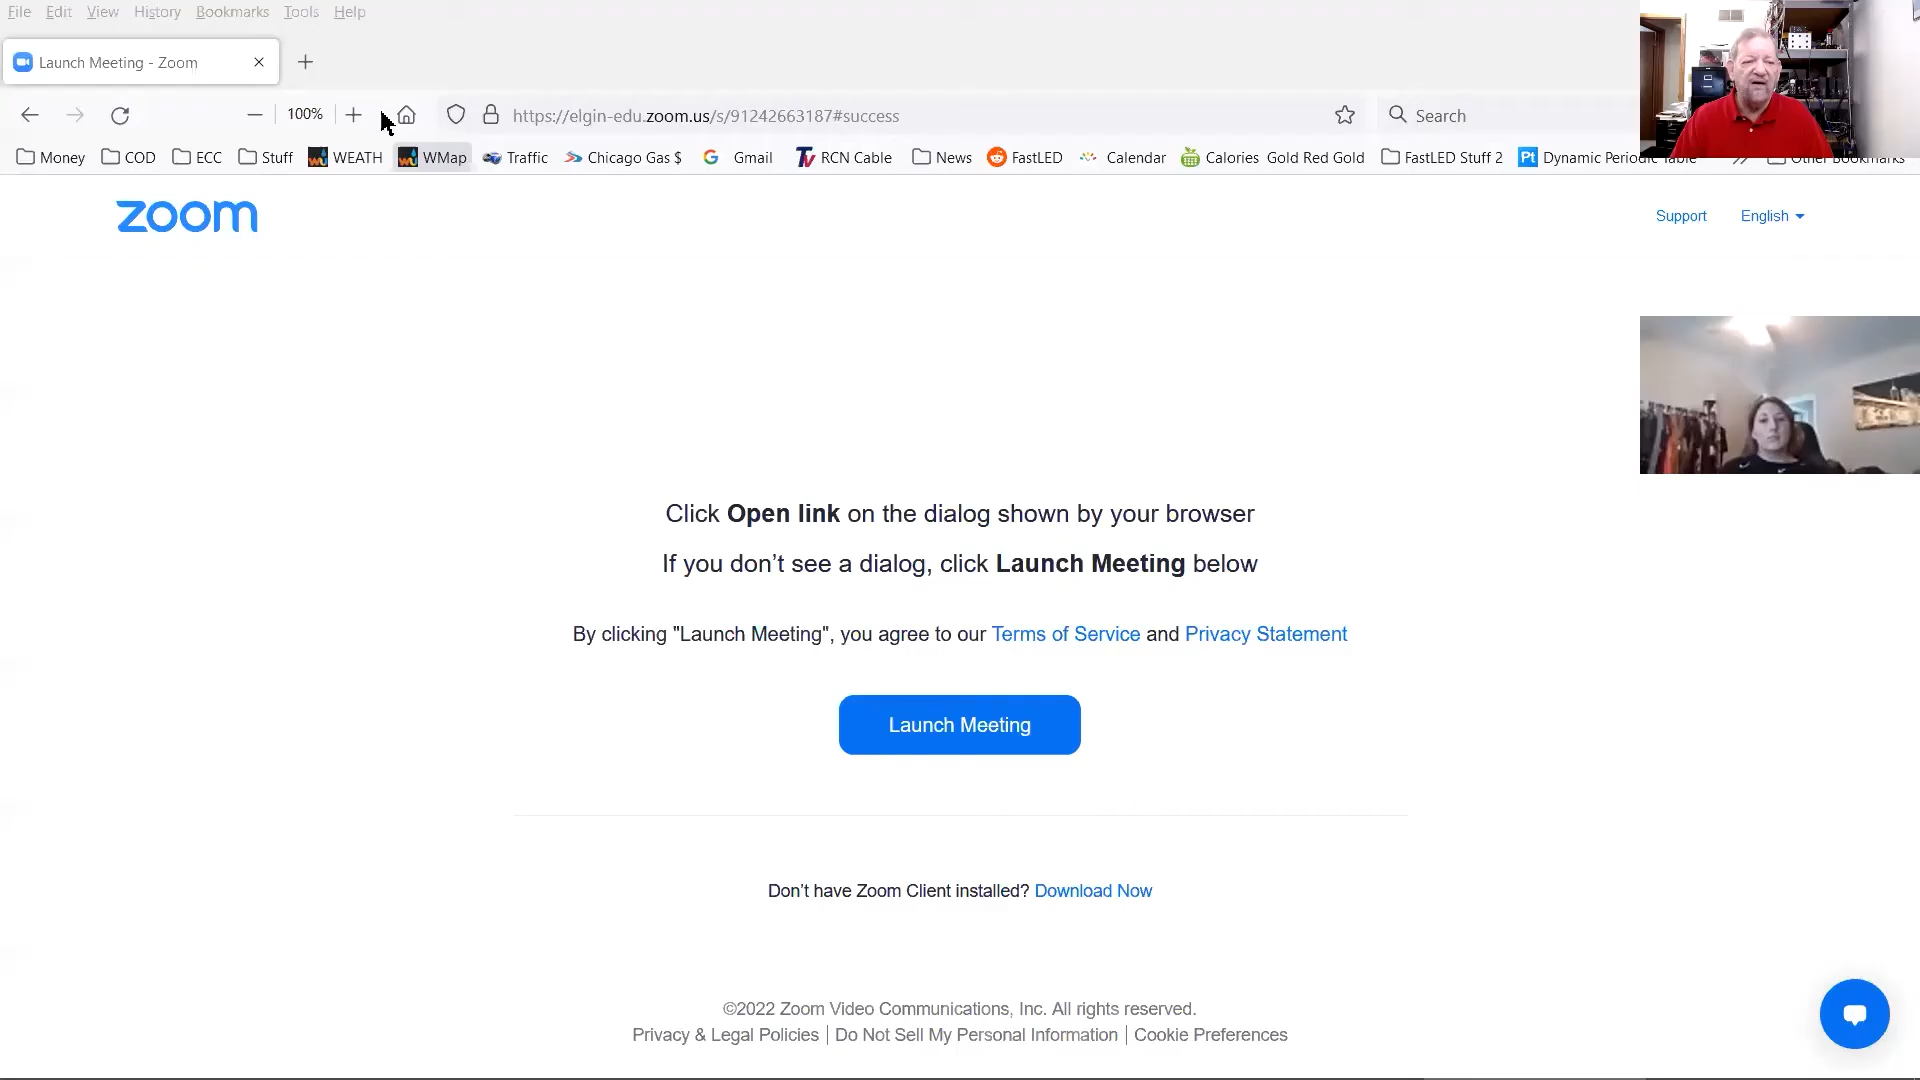 File Edit View History Bookmarks Tools Help
Launch Meeting - Zoom
100%
https://elgin-edu.zoom.us/s/91242663187#success
Search
Money COD ECC Stuff WEATH WMap Traffic Chicago Gas $ Gmail RCN Cable News FastLED Calendar Calories Gold Red Gold FastLED Stuff 2 Pt Dynamic Periodic Table Other Bookmarks
zoom
Support English
Click Open link on the dialog shown by your browser
If you don’t see a dialog, click Launch Meeting below
By clicking "Launch Meeting", you agree to our Terms of Service and Privacy Statement
Launch Meeting
Don’t have Zoom Client installed? Download Now
©2022 Zoom Video Communications, Inc. All rights reserved.
Privacy & Legal Policies | Do Not Sell My Personal Information | Cookie Preferences